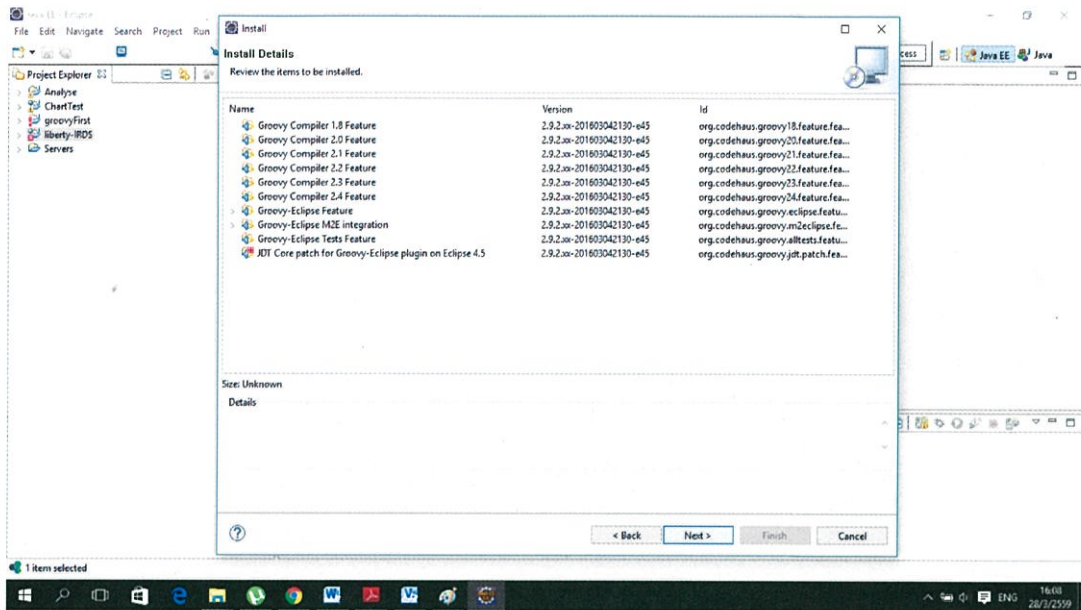 Java EE - Eclipse
File Edit Navigate Search Project Run
Project Explorer
Analyse
ChartTest
groovyFirst
liberty-IRDS
Servers
Install
Install Details
Review the items to be installed.
Name Version Id
Groovy Compiler 1.8 Feature 2.9.2.xx-201603042130-e45 org.codehaus.groovy18.feature.fea...
Groovy Compiler 2.0 Feature 2.9.2.xx-201603042130-e45 org.codehaus.groovy20.feature.fea...
Groovy Compiler 2.1 Feature 2.9.2.xx-201603042130-e45 org.codehaus.groovy21.feature.fea...
Groovy Compiler 2.2 Feature 2.9.2.xx-201603042130-e45 org.codehaus.groovy22.feature.fea...
Groovy Compiler 2.3 Feature 2.9.2.xx-201603042130-e45 org.codehaus.groovy23.feature.fea...
Groovy Compiler 2.4 Feature 2.9.2.xx-201603042130-e45 org.codehaus.groovy24.feature.fea...
Groovy-Eclipse Feature 2.9.2.xx-201603042130-e45 org.codehaus.groovy.eclipse.featu...
Groovy-Eclipse M2E integration 2.9.2.xx-201603042130-e45 org.codehaus.groovy.m2eclipse.fe...
Groovy-Eclipse Tests Feature 2.9.2.xx-201603042130-e45 org.codehaus.groovy.alltests.featu...
JDT Core patch for Groovy-Eclipse plugin on Eclipse 4.5 2.9.2.xx-201603042130-e45 org.codehaus.groovy.jdt.patch.fea...
Size: Unknown
Details
< Back Next > Finish Cancel
cess Java EE Java
1 item selected
ENG 16:08
28/3/2559